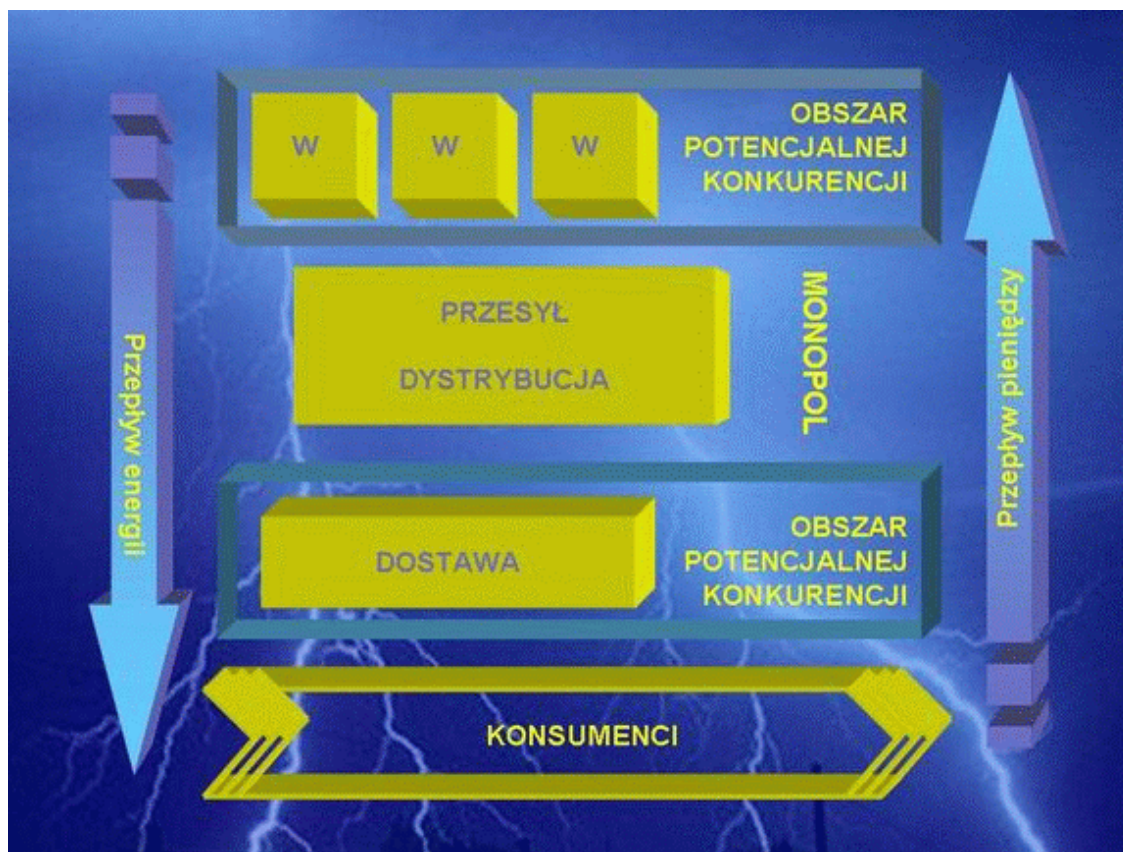 W W W
OBSZAR
POTENCJALNEJ
KONKURENCJI
PRZESYŁ
DYSTRYBUCJA
MONOPOL
Przepływ energii
Przepływ pieniędzy
DOSTAWA
OBSZAR
POTENCJALNEJ
KONKURENCJI
KONSUMENCI